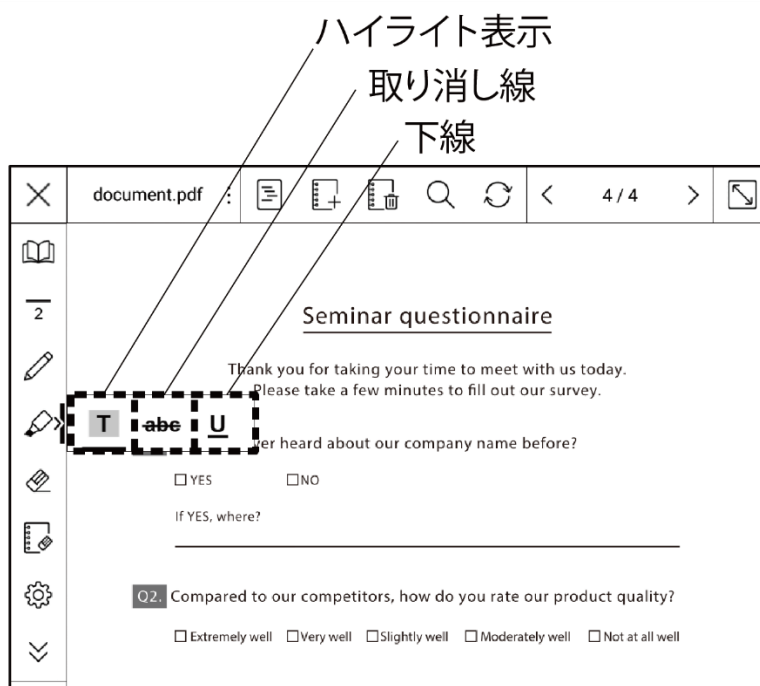 ハイライト表示
取り消し線
下線
document.pdf
4 / 4
2
Seminar questionnaire
Thank you for taking your time to meet with us today.
Please take a few minutes to fill out our survey.
T abc U
ver heard about our company name before?
YES NO
If YES, where?
Q2. Compared to our competitors, how do you rate our product quality?
Extremely well Very well Slightly well Moderately well Not at all well